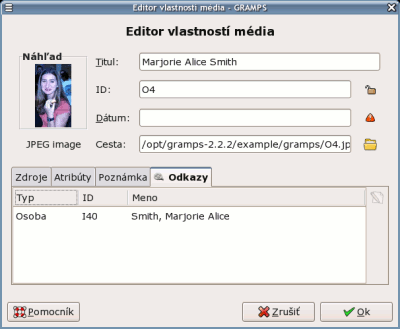 Editor vlastností média - GRAMPS
Editor vlastností média
Náhľad
Titul: Marjorie Alice Smith
ID: O4
Dátum:
JPEG image
Cesta: /opt/gramps-2.2.2/example/gramps/O4.jp
Zdroje Atribúty Poznámka Odkazy
Typ ID Meno
Osoba I40 Smith, Marjorie Alice
Pomocník Zrušiť Ok